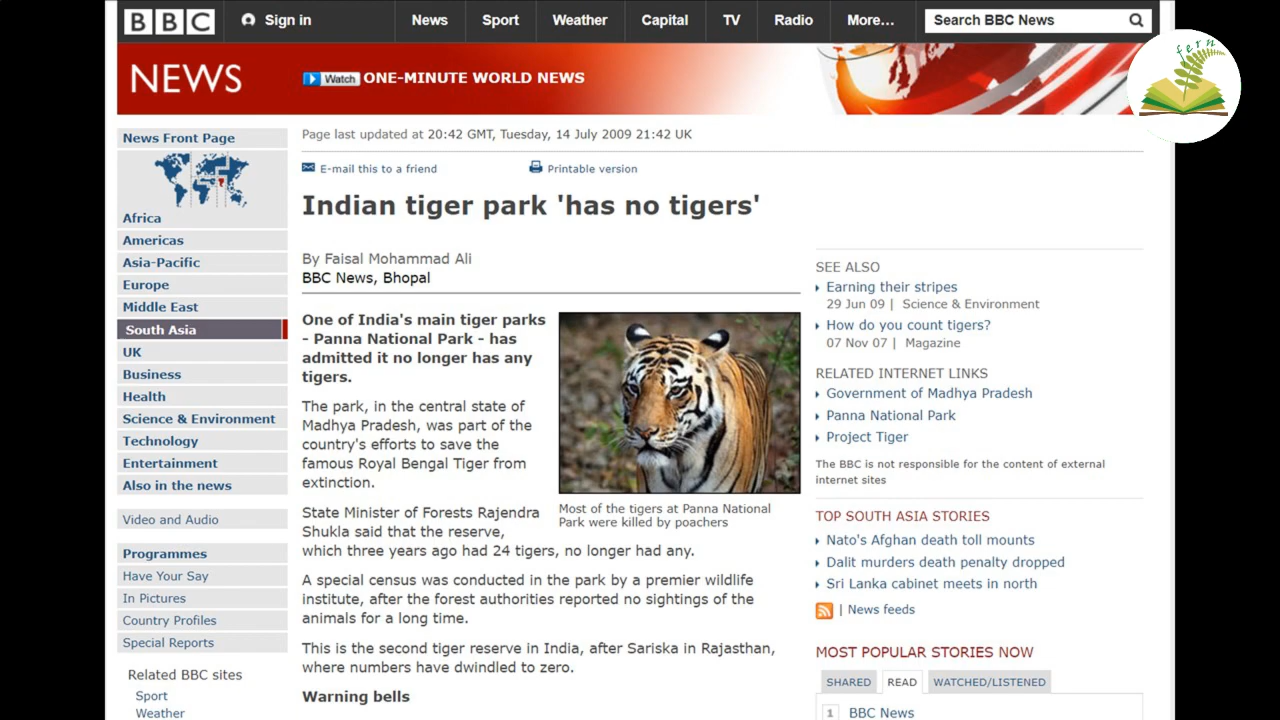 BBC
Sign in
News
Sport
Weather
Capital
TV
Radio
More...
Search BBC News
fern
NEWS
Watch ONE-MINUTE WORLD NEWS
News Front Page
Africa
Americas
Asia-Pacific
Europe
Middle East
South Asia
UK
Business
Health
Science & Environment
Technology
Entertainment
Also in the news
Video and Audio
Programmes
Have Your Say
In Pictures
Country Profiles
Special Reports
Related BBC sites
Sport
Weather
Page last updated at 20:42 GMT, Tuesday, 14 July 2009 21:42 UK
E-mail this to a friend
Printable version
Indian tiger park 'has no tigers'
By Faisal Mohammad Ali
BBC News, Bhopal
One of India's main tiger parks
- Panna National Park - has
admitted it no longer has any
tigers.
The park, in the central state of
Madhya Pradesh, was part of the
country's efforts to save the
famous Royal Bengal Tiger from
extinction.
Most of the tigers at Panna National
Park were killed by poachers
State Minister of Forests Rajendra
Shukla said that the reserve,
which three years ago had 24 tigers, no longer had any.
A special census was conducted in the park by a premier wildlife
institute, after the forest authorities reported no sightings of the
animals for a long time.
This is the second tiger reserve in India, after Sariska in Rajasthan,
where numbers have dwindled to zero.
Warning bells
SEE ALSO
Earning their stripes
29 Jun 09 | Science & Environment
How do you count tigers?
07 Nov 07 | Magazine
RELATED INTERNET LINKS
Government of Madhya Pradesh
Panna National Park
Project Tiger
The BBC is not responsible for the content of external
internet sites
TOP SOUTH ASIA STORIES
Nato's Afghan death toll mounts
Dalit murders death penalty dropped
Sri Lanka cabinet meets in north
| News feeds
MOST POPULAR STORIES NOW
SHARED
READ
WATCHED/LISTENED
1 BBC News